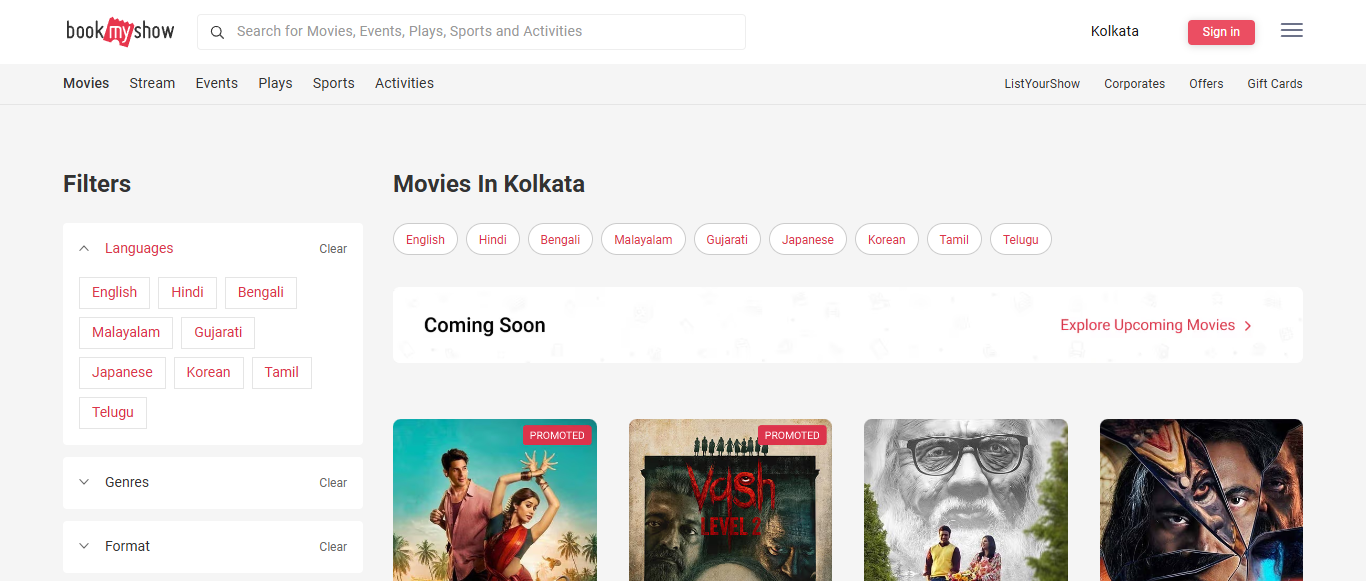 bookmyshow
Search for Movies, Events, Plays, Sports and Activities
Kolkata
Sign in
Movies Stream Events Plays Sports Activities
ListYourShow Corporates Offers Gift Cards
Filters
Languages Clear
English Hindi Bengali
Malayalam Gujarati
Japanese Korean Tamil
Telugu
Genres Clear
Format Clear
Movies In Kolkata
English Hindi Bengali Malayalam Gujarati Japanese Korean Tamil Telugu
Coming Soon
Explore Upcoming Movies
PROMOTED
PROMOTED
Vash
LEVEL 2